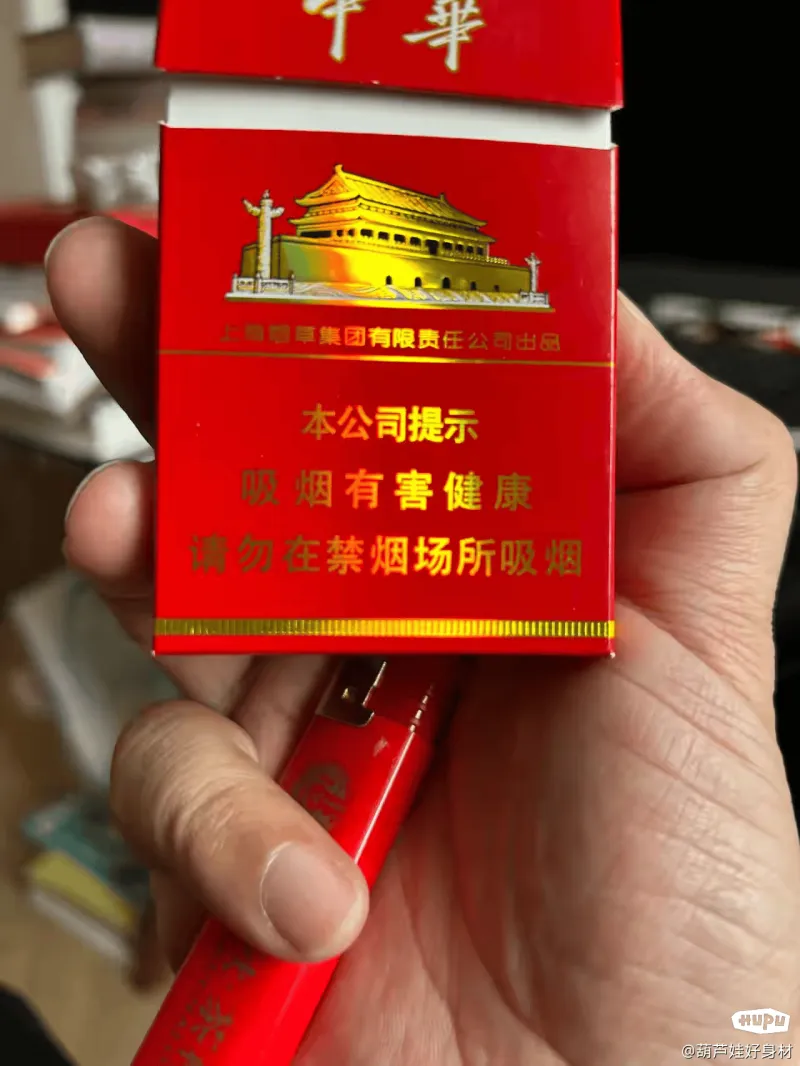 中華
上海烟草集团有限责任公司出品
本公司提示
吸烟有害健康
请勿在禁烟场所吸烟
HUPU
@葫芦娃好身材